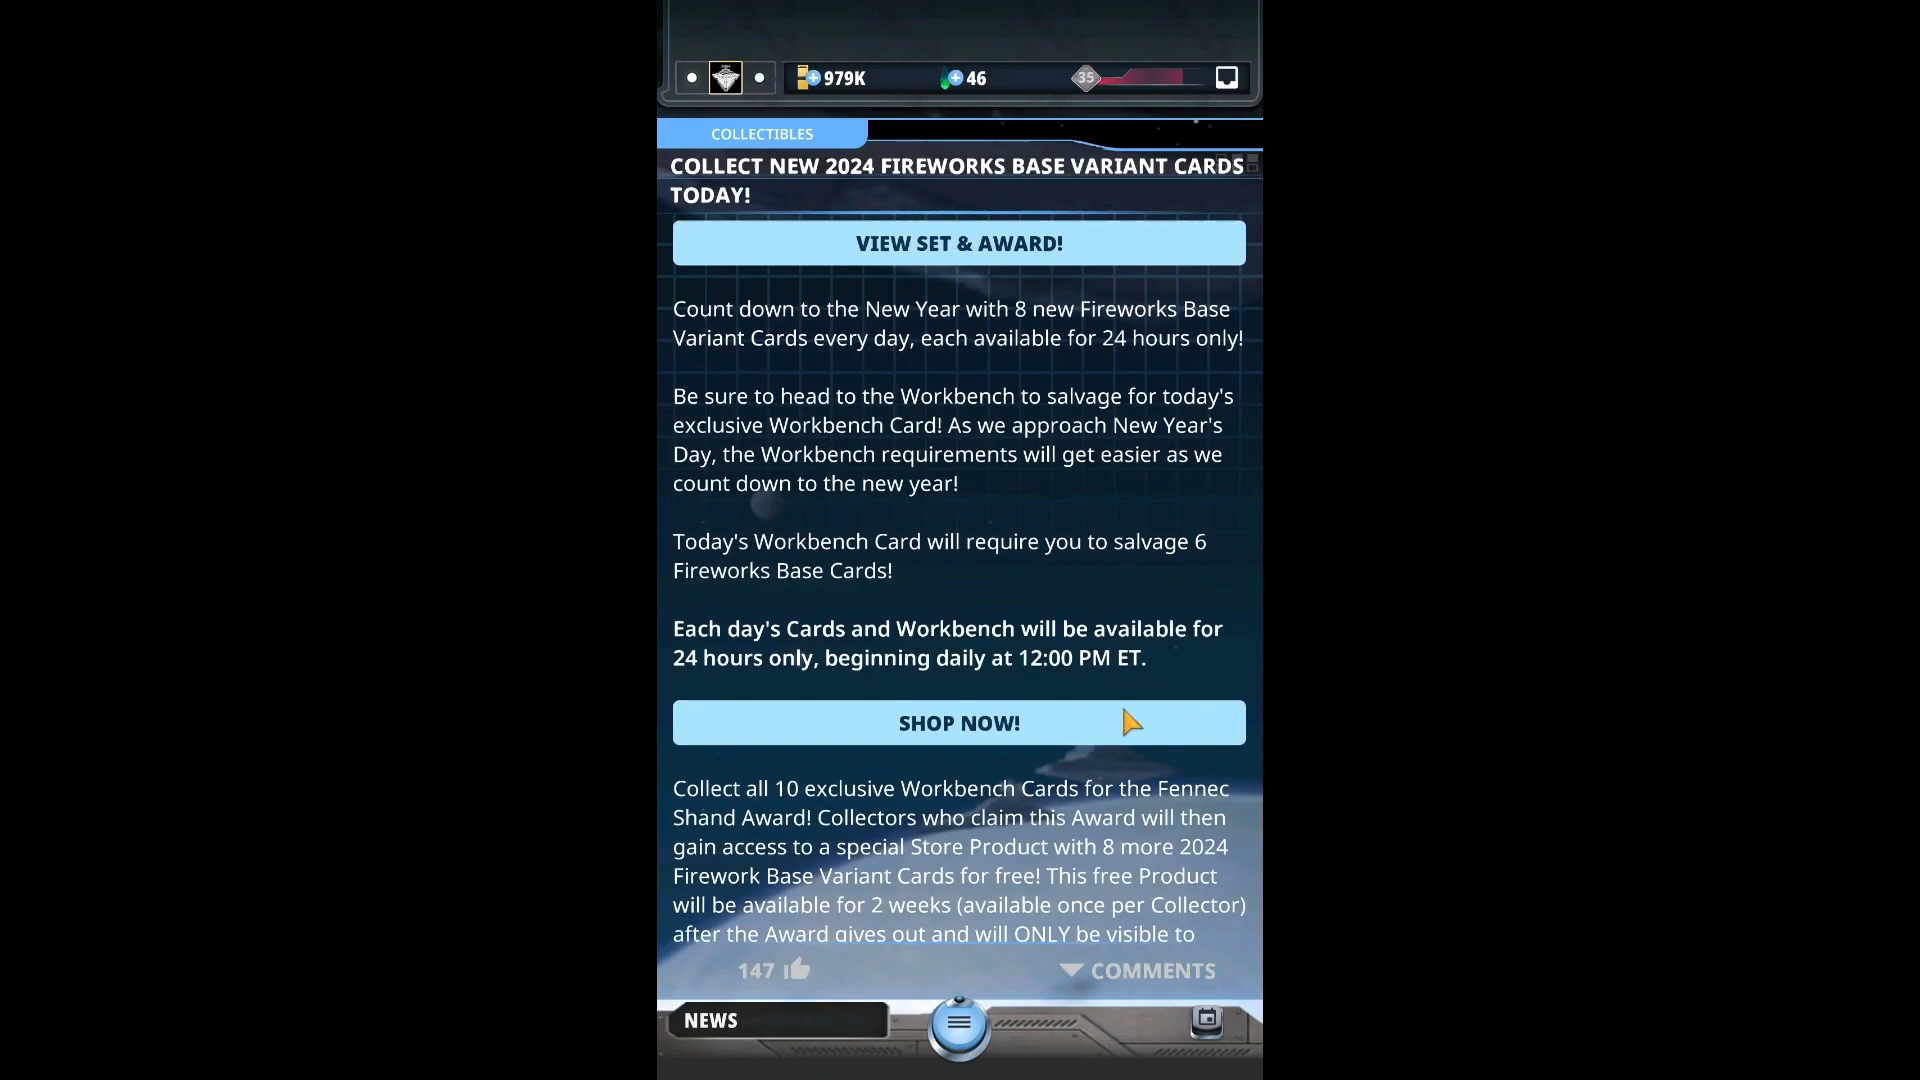 979K
46
35
COLLECTIBLES
COLLECT NEW 2024 FIREWORKS BASE VARIANT CARDS
TODAY!
VIEW SET & AWARD!
Count down to the New Year with 8 new Fireworks Base
Variant Cards every day, each available for 24 hours only!
Be sure to head to the Workbench to salvage for today's
exclusive Workbench Card! As we approach New Year's
Day, the Workbench requirements will get easier as we
count down to the new year!
Today's Workbench Card will require you to salvage 6
Fireworks Base Cards!
Each day's Cards and Workbench will be available for
24 hours only, beginning daily at 12:00 PM ET.
SHOP NOW!
Collect all 10 exclusive Workbench Cards for the Fennec
Shand Award! Collectors who claim this Award will then
gain access to a special Store Product with 8 more 2024
Firework Base Variant Cards for free! This free Product
will be available for 2 weeks (available once per Collector)
after the Award gives out and will ONLY be visible to
147
COMMENTS
NEWS